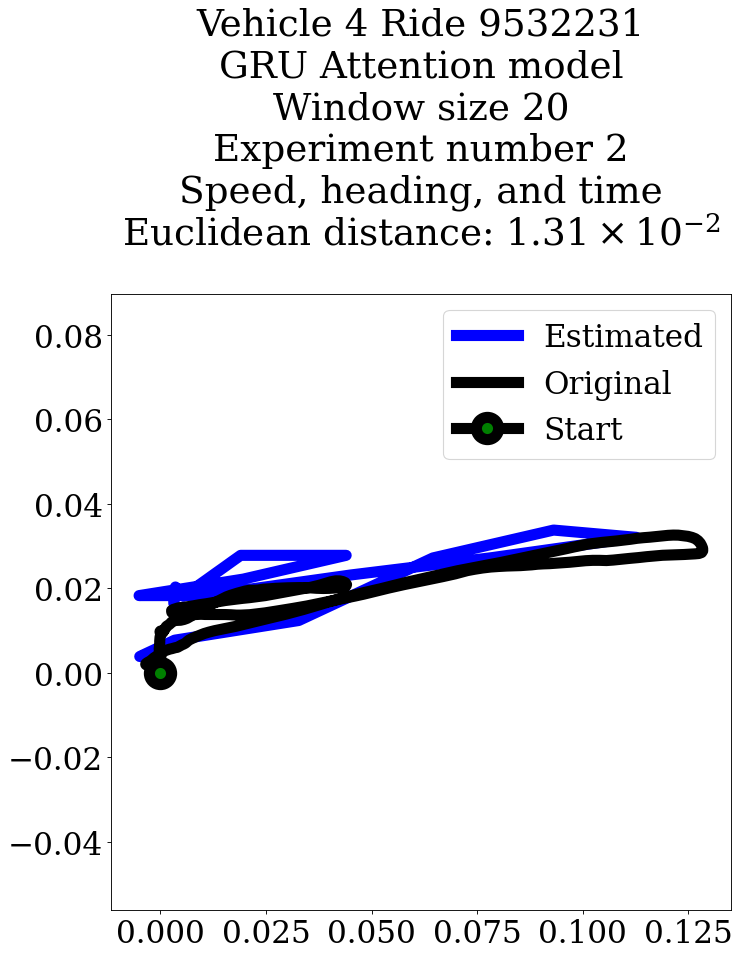 Vehicle 4 Ride 9532231
GRU Attention model
Window size 20
Experiment number 2
Speed, heading, and time
Euclidean distance: 1.31 × 10⁻²
Estimated
Original
Start
0.08
0.06
0.04
0.02
0.00
−0.02
−0.04
0.000 0.025 0.050 0.075 0.100 0.125